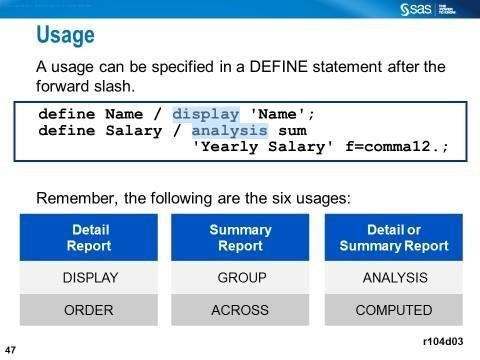 sas. THE POWER TO KNOW.
Usage
A usage can be specified in a DEFINE statement after the
forward slash.
define Name / display 'Name';
define Salary / analysis sum
'Yearly Salary' f=comma12.;
Remember, the following are the six usages:
Detail Summary Detail or
Report Report Summary Report
DISPLAY GROUP ANALYSIS
ORDER ACROSS COMPUTED
r104d03
47